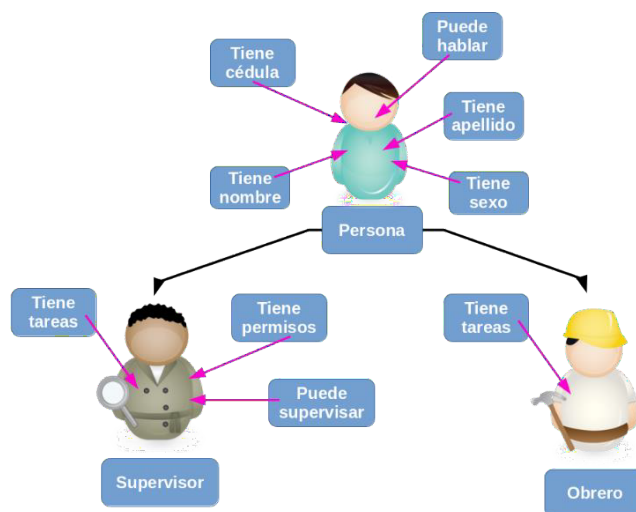 Puede
hablar
Tiene
cédula
Tiene
apellido
Tiene
nombre
Tiene
sexo
Persona
Tiene
tareas
Tiene
permisos
Tiene
tareas
Puede
supervisar
Supervisor
Obrero